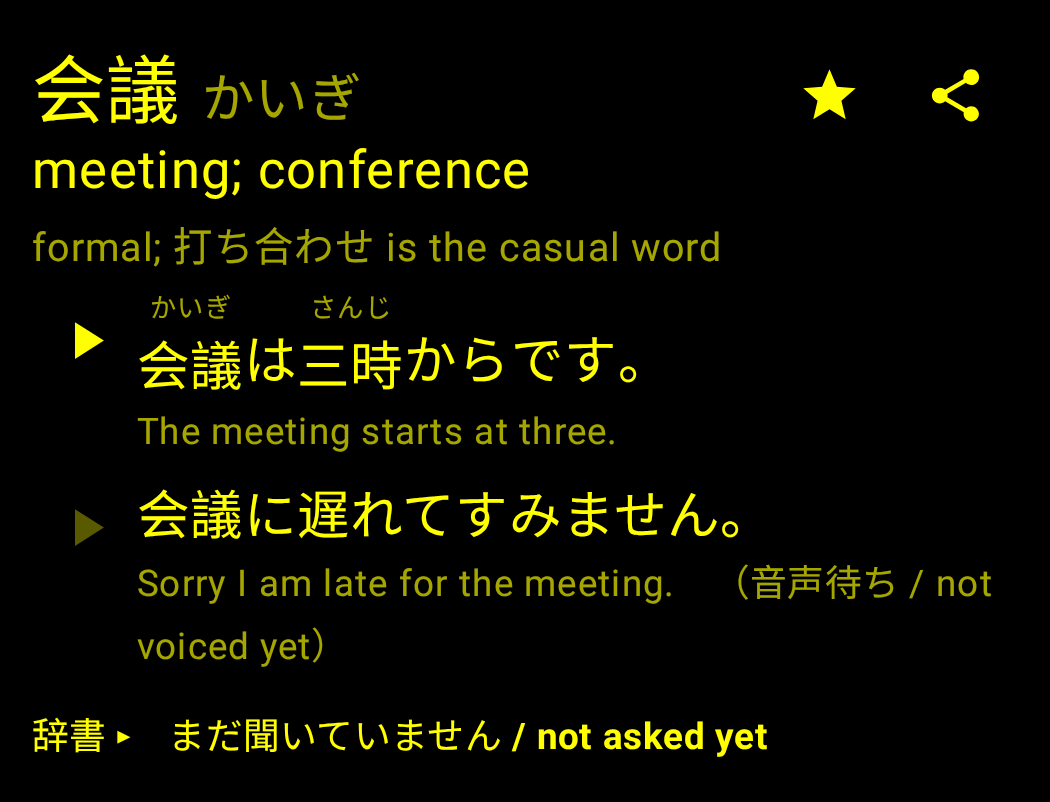 会議 かいぎ
meeting; conference
formal; 打ち合わせ is the casual word
かいぎ さんじ
会議は三時からです。
The meeting starts at three.
会議に遅れてすみません。
Sorry I am late for the meeting. （音声待ち / not
voiced yet）
辞書 ▸ まだ聞いていません / not asked yet